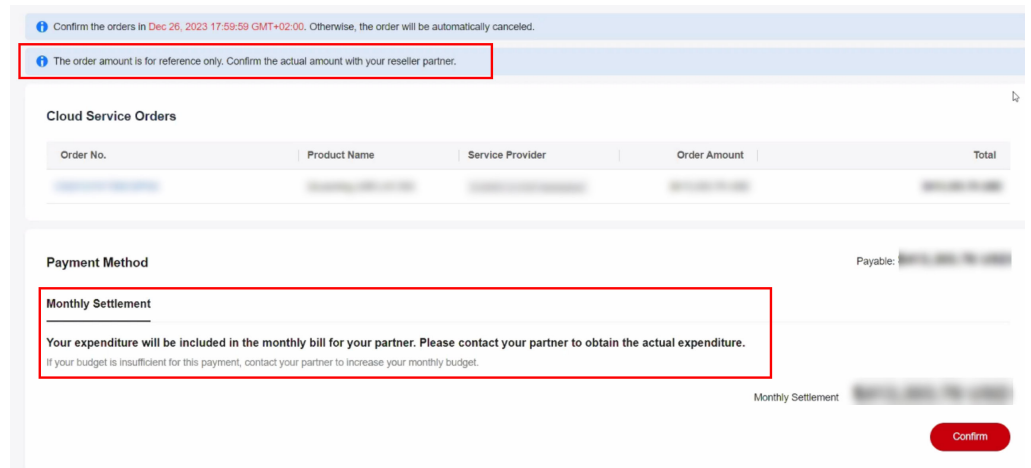 Confirm the orders in Dec 26, 2023 17:59:59 GMT+02:00. Otherwise, the order will be automatically canceled.
The order amount is for reference only. Confirm the actual amount with your reseller partner.
Cloud Service Orders
Order No. Product Name Service Provider Order Amount Total
Payment Method
Payable:
Monthly Settlement
Your expenditure will be included in the monthly bill for your partner. Please contact your partner to obtain the actual expenditure.
If your budget is insufficient for this payment, contact your partner to increase your monthly budget.
Monthly Settlement
Confirm